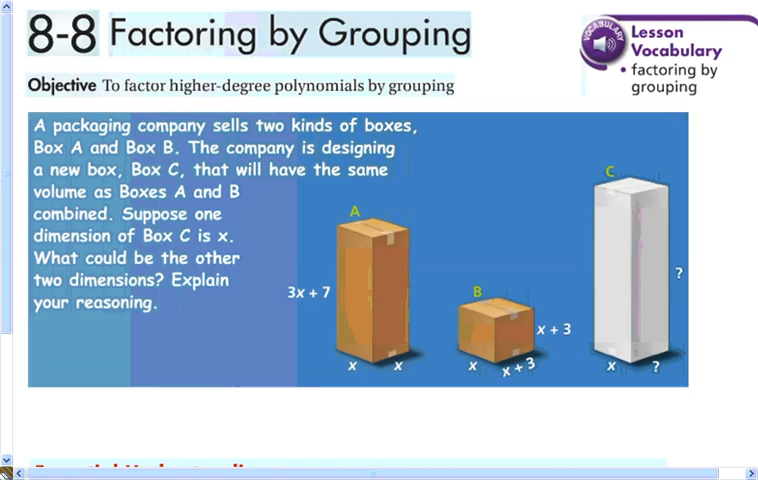 8-8 Factoring by Grouping
Objective To factor higher-degree polynomials by grouping
VOCABULARY
Lesson
Vocabulary
• factoring by
grouping
A packaging company sells two kinds of boxes,
Box A and Box B. The company is designing
a new box, Box C, that will have the same
volume as Boxes A and B
combined. Suppose one
dimension of Box C is x.
What could be the other
two dimensions? Explain
your reasoning.
A
3x + 7
x
x
B
x + 3
x
x + 3
C
?
x
?